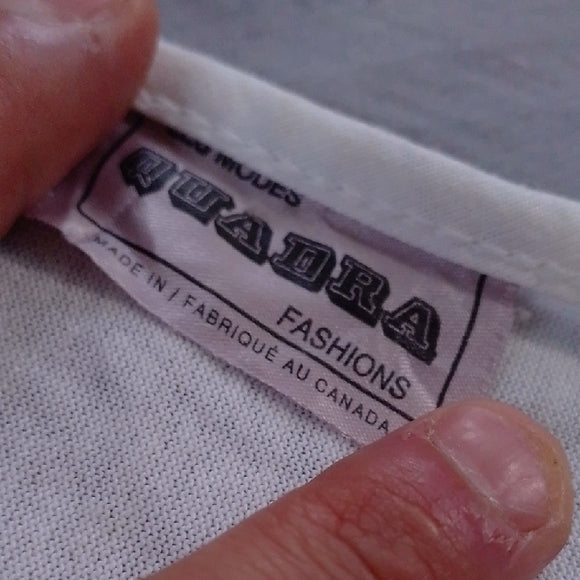 MODES
QUADRA
FASHIONS
MADE IN / FABRIQUÉ AU CANADA